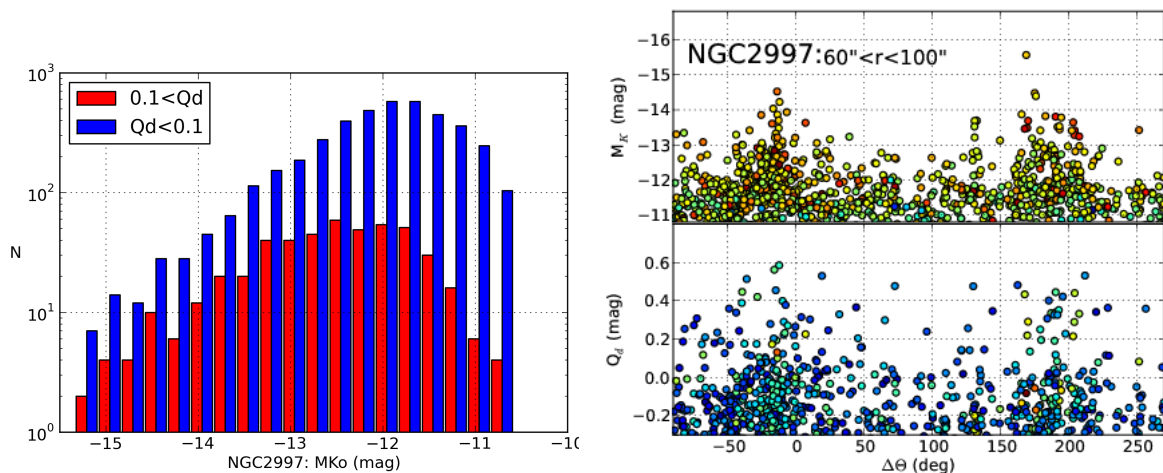 10³
10²
10¹
10⁰
N
0.1<Qd
Qd<0.1
−15 −14 −13 −12 −11 −10
NGC2997: MKo (mag)
NGC2997:60"<r<100"
−16
−15
−14
−13
−12
−11
M_K (mag)
0.6
0.4
0.2
0.0
−0.2
Q_d (mag)
−50 0 50 100 150 200 250
ΔΘ (deg)